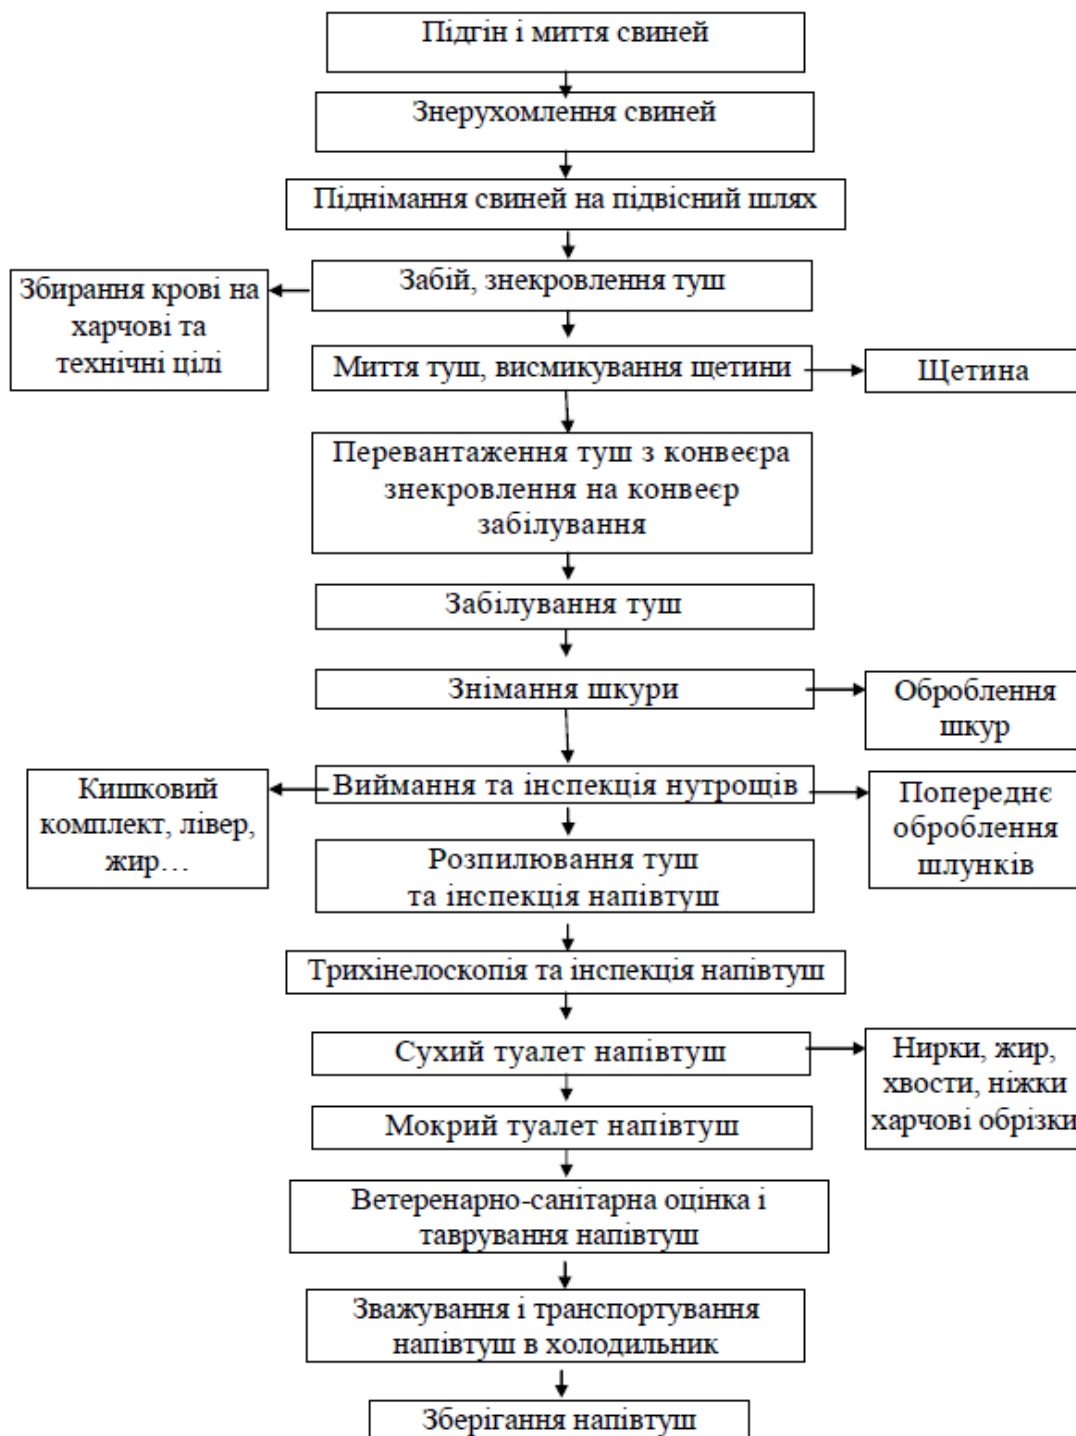 Підгін і миття свиней
Знерухомлення свиней
Піднімання свиней на підвісний шлях
Забій, знекровлення туш
Збирання крові на
харчові та
технічні цілі
Миття туш, висмикування щетини
Щетина
Перевантаження туш з конвеєра
знекровлення на конвеєр
забілування
Забілування туш
Знімання шкури
Оброблення
шкур
Виймання та інспекція нутрощів
Кишковий
комплект, лівер,
жир…
Попереднє
оброблення
шлунків
Розпилювання туш
та інспекція напівтуш
Трихінелоскопія та інспекція напівтуш
Сухий туалет напівтуш
Нирки, жир,
хвости, ніжки
харчові обрізки
Мокрий туалет напівтуш
Ветеренарно-санітарна оцінка і
таврування напівтуш
Зважування і транспортування
напівтуш в холодильник
Зберігання напівтуш